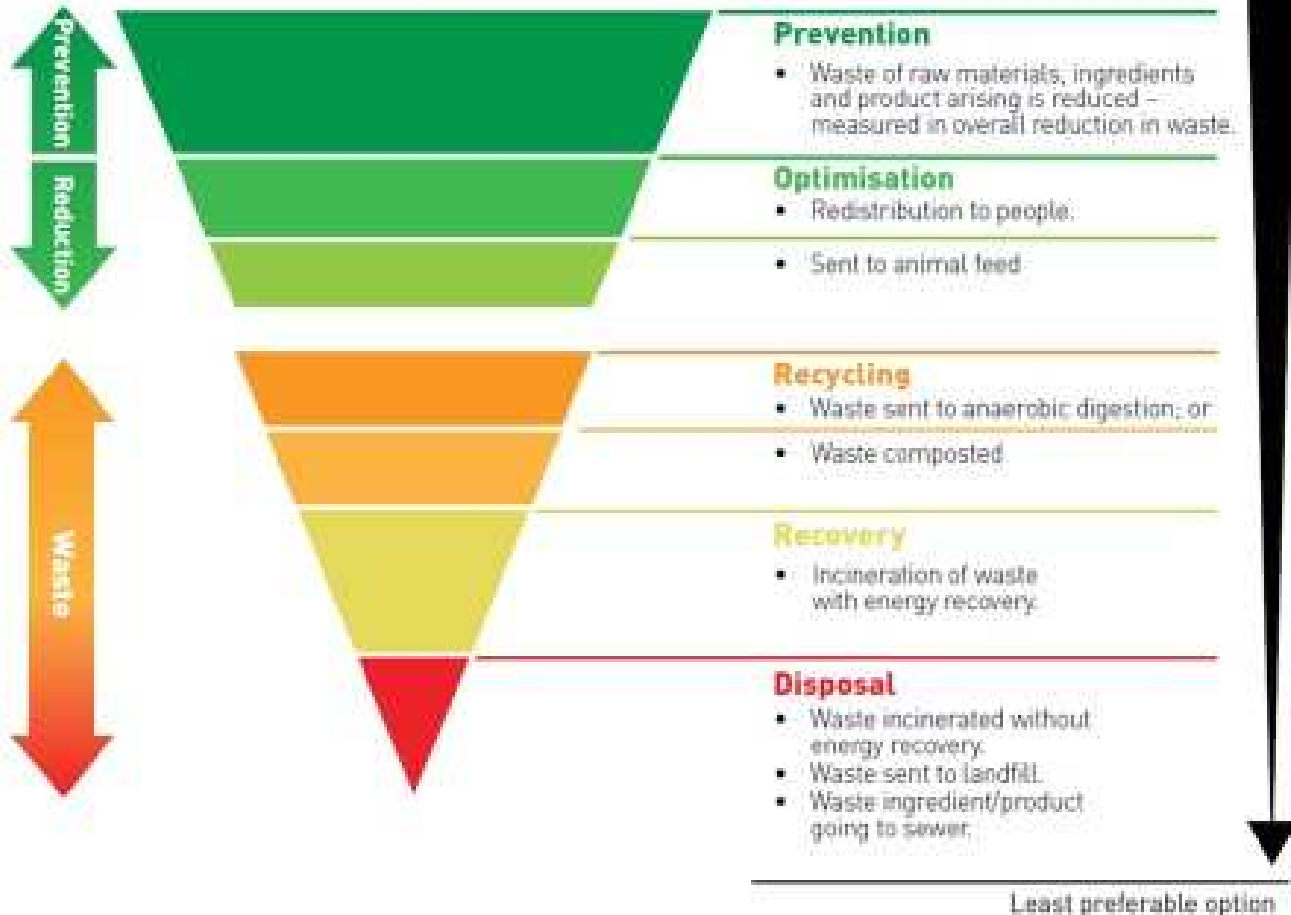 Prevention
Reduction
Waste
Prevention
• Waste of raw materials, ingredients
and product arising is reduced –
measured in overall reduction in waste.
Optimisation
• Redistribution to people.
• Sent to animal feed
Recycling
• Waste sent to anaerobic digestion; or
• Waste composted
Recovery
• Incineration of waste
with energy recovery.
Disposal
• Waste incinerated without
energy recovery.
• Waste sent to landfill.
• Waste ingredient/product
going to sewer.
Least preferable option